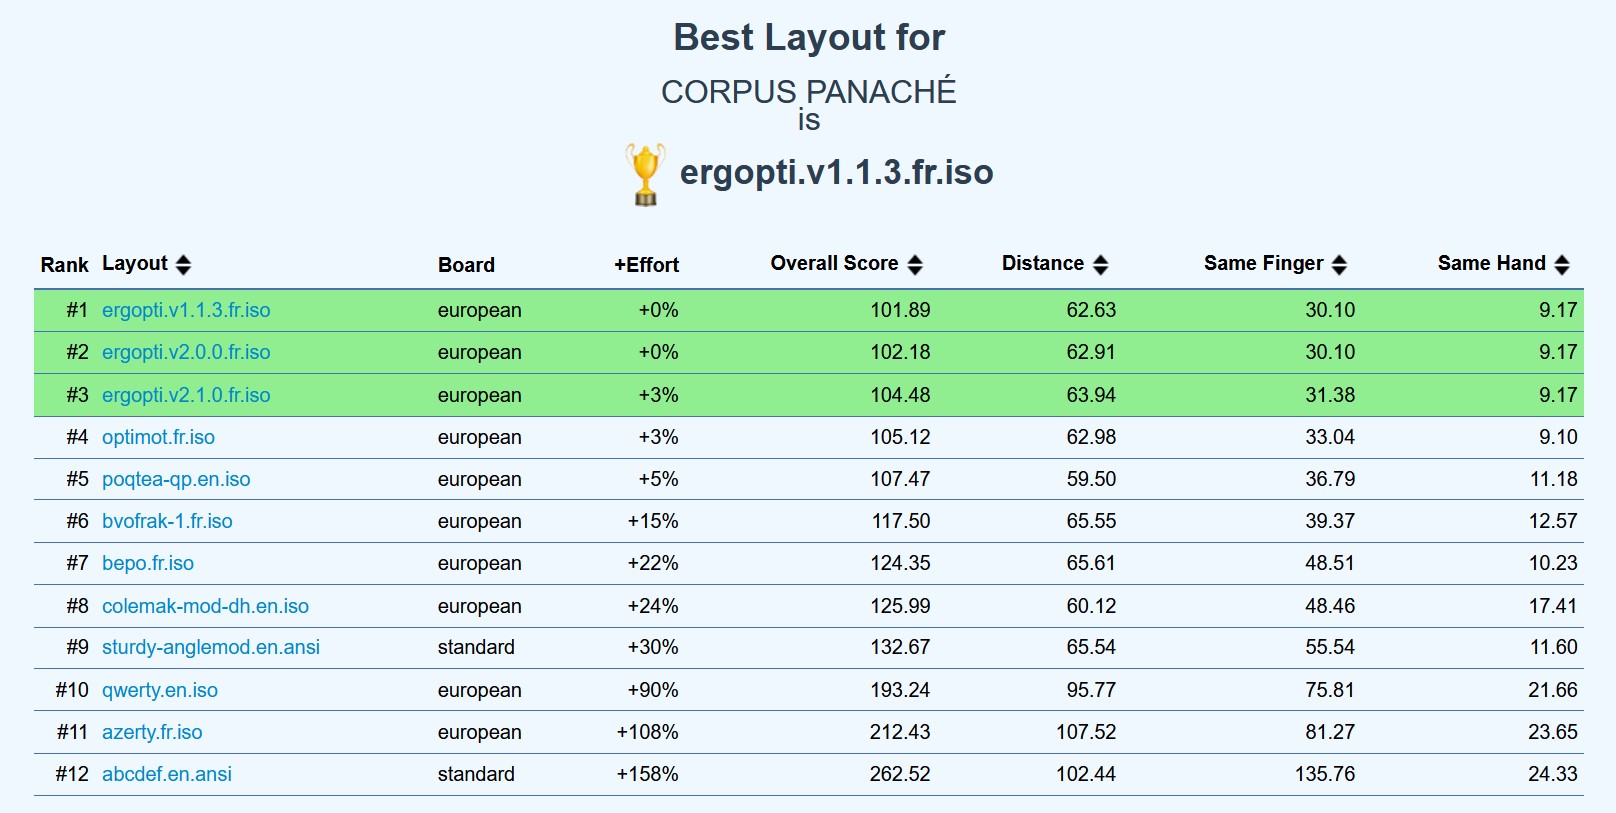 Best Layout for
CORPUS PANACHÉ
is
ergopti.v1.1.3.fr.iso
Rank Layout Board +Effort Overall Score Distance Same Finger Same Hand
#1 ergopti.v1.1.3.fr.iso european +0% 101.89 62.63 30.10 9.17
#2 ergopti.v2.0.0.fr.iso european +0% 102.18 62.91 30.10 9.17
#3 ergopti.v2.1.0.fr.iso european +3% 104.48 63.94 31.38 9.17
#4 optimot.fr.iso european +3% 105.12 62.98 33.04 9.10
#5 poqtea-qp.en.iso european +5% 107.47 59.50 36.79 11.18
#6 bvofrak-1.fr.iso european +15% 117.50 65.55 39.37 12.57
#7 bepo.fr.iso european +22% 124.35 65.61 48.51 10.23
#8 colemak-mod-dh.en.iso european +24% 125.99 60.12 48.46 17.41
#9 sturdy-anglemod.en.ansi standard +30% 132.67 65.54 55.54 11.60
#10 qwerty.en.iso european +90% 193.24 95.77 75.81 21.66
#11 azerty.fr.iso european +108% 212.43 107.52 81.27 23.65
#12 abcdef.en.ansi standard +158% 262.52 102.44 135.76 24.33